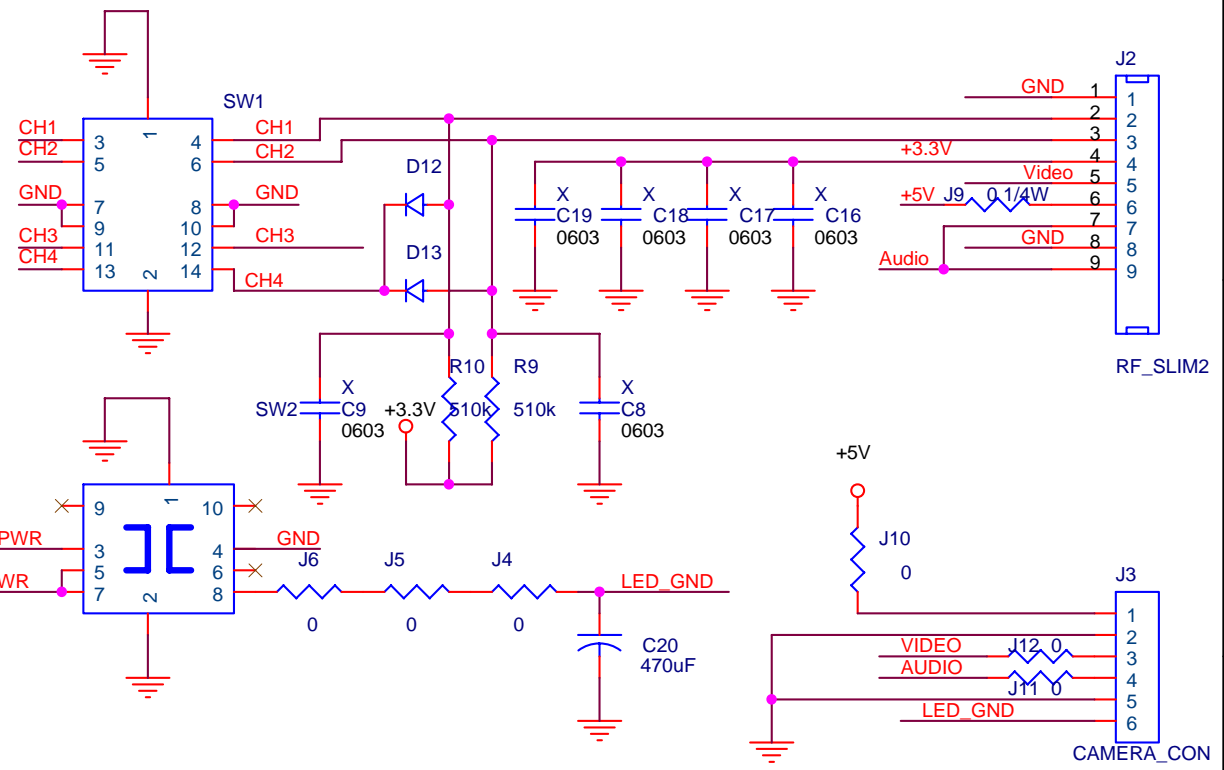 J2
SW1
GND 1 1
CH1 3 1 4 CH1 2 2
CH2 5 6 CH2 3 3
D12 +3.3V 4 4
Video 5 5
GND 7 8 GND X X X X +5V J9 0 1/4W 6 6
9 10 C19 C18 C17 C16 7 7
CH3 11 12 CH3 0603 0603 0603 0603 GND 8 8
D13 Audio 9 9
CH4 13 2 14 CH4
R10 R9 RF_SLIM2
X X
SW2 C9 +3.3V 510k 510k C8
0603 0603
+5V
9 1 10
PWR 3 4 GND J10
5 6 J6 J5 J4 0 J3
WR 7 2 8 LED_GND
0 0 0 1
C20 2
470uF VIDEO J12 0 3
AUDIO 4
J11 0 5
LED_GND 6
CAMERA_CON